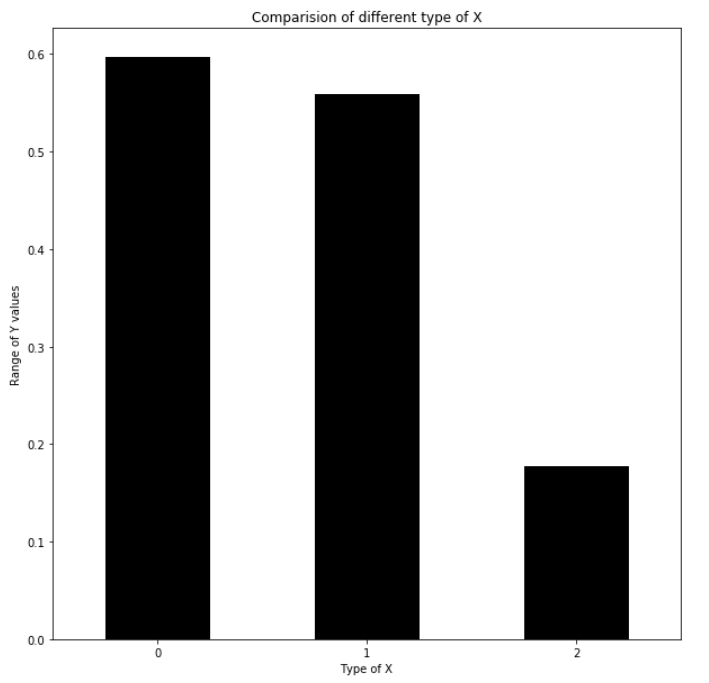 Comparision of different type of X
Range of Y values
0.6
0.5
0.4
0.3
0.2
0.1
0.0
0 1 2
Type of X